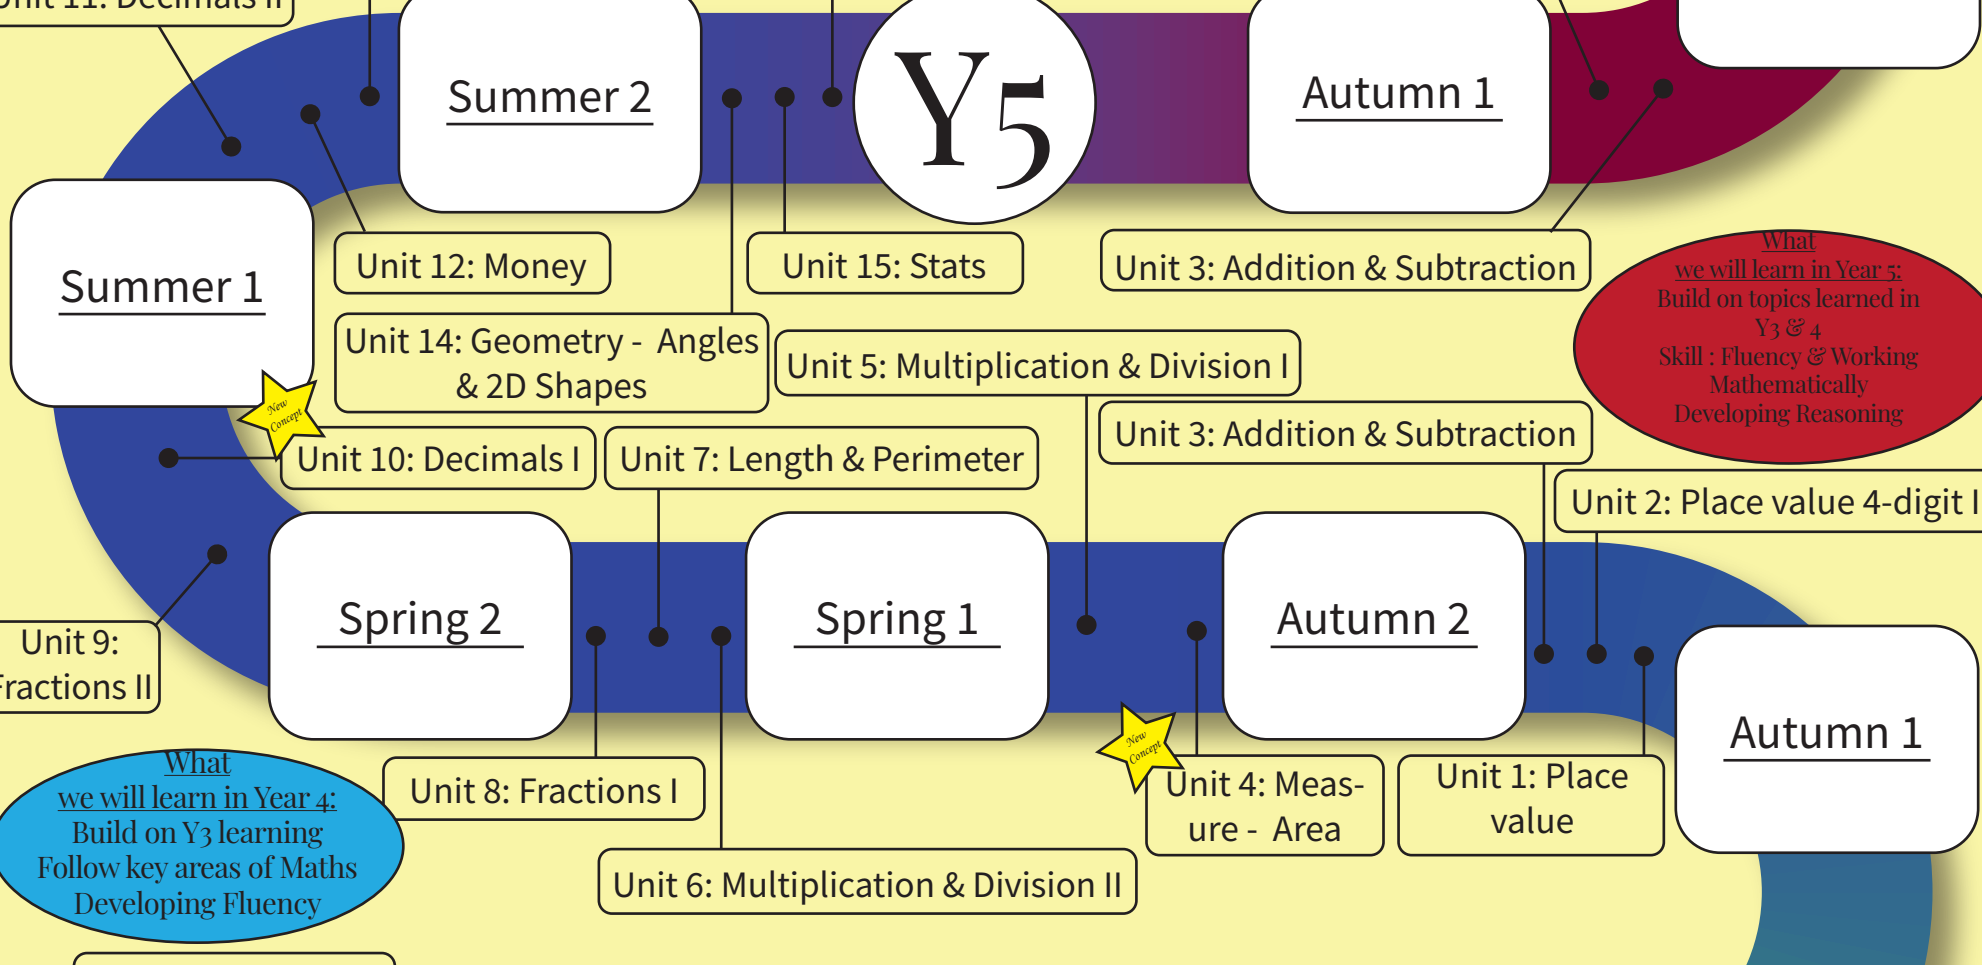 Unit 11: Decimals II
Summer 2
Y5
Autumn 1
Summer 1
Unit 12: Money
Unit 15: Stats
Unit 3: Addition & Subtraction
What
we will learn in Year 5:
Build on topics learned in
Y3 & 4
Skill : Fluency & Working
Mathematically
Developing Reasoning
Unit 14: Geometry - Angles
& 2D Shapes
Unit 5: Multiplication & Division I
New
Concept
Unit 10: Decimals I
Unit 7: Length & Perimeter
Unit 3: Addition & Subtraction
Unit 2: Place value 4-digit I
Spring 2
Spring 1
Autumn 2
Autumn 1
Unit 9:
Fractions II
New
Concept
Unit 8: Fractions I
Unit 4: Meas-
ure - Area
Unit 1: Place
value
What
we will learn in Year 4:
Build on Y3 learning
Follow key areas of Maths
Developing Fluency
Unit 6: Multiplication & Division II